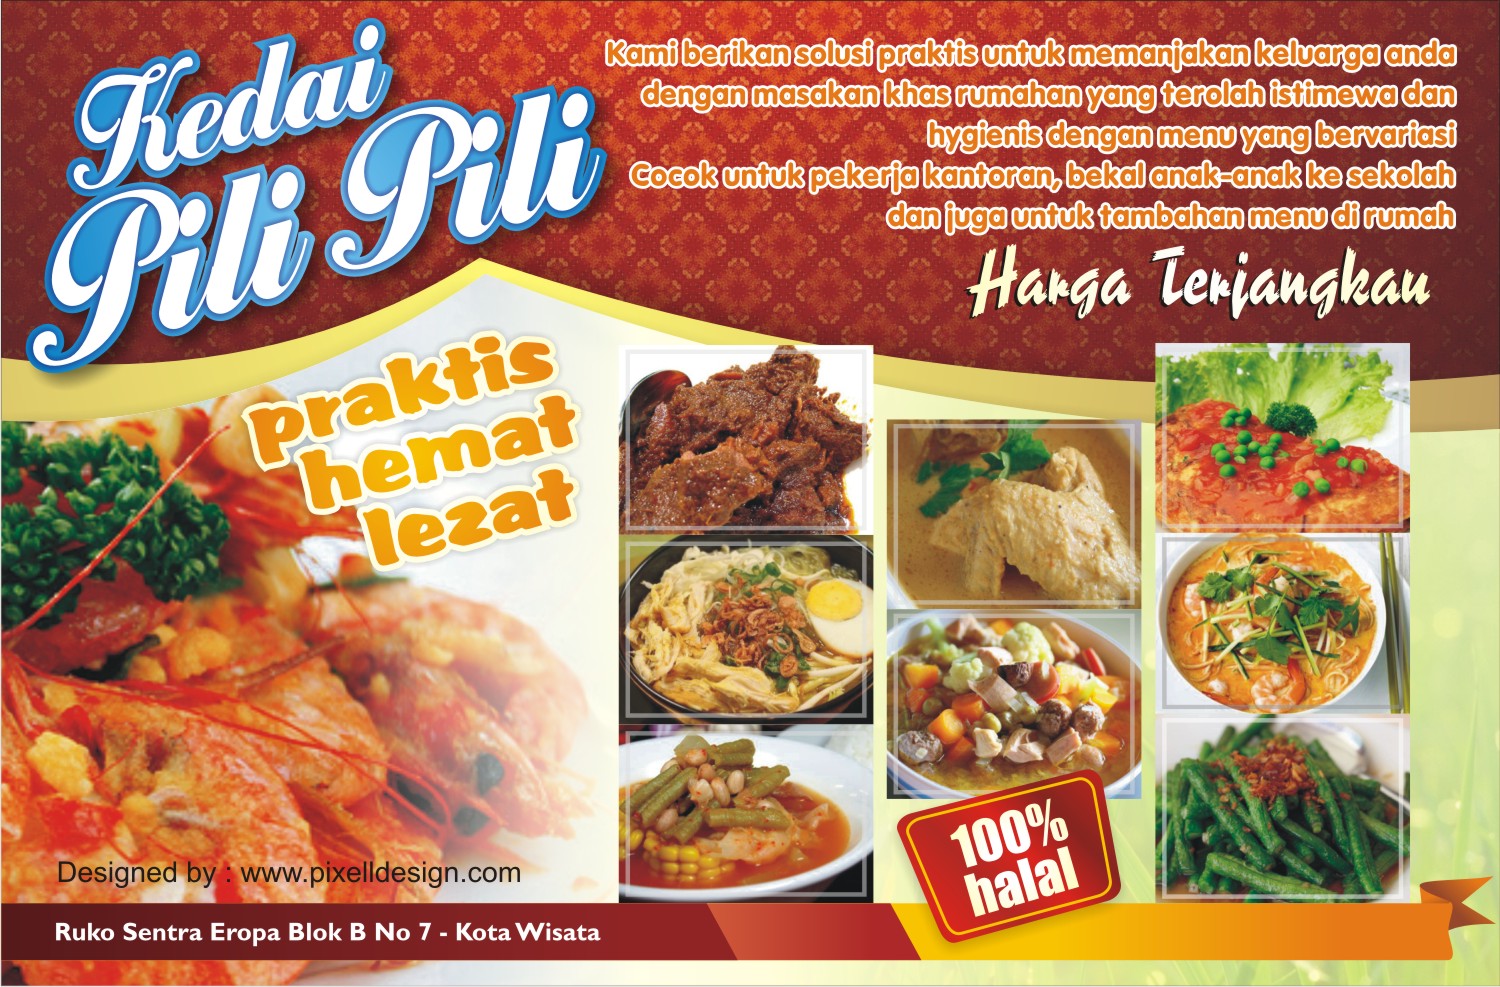 Kedai
Pili Pili
Kami berikan solusi praktis untuk memanjakan keluarga anda
dengan masakan khas rumahan yang terolah istimewa dan
hygienis dengan menu yang bervariasi
Cocok untuk pekerja kantoran, bekal anak-anak ke sekolah
dan juga untuk tambahan menu di rumah
Harga Terjangkau
praktis
hemat
lezat
100%
halal
Designed by : www.pixelldesign.com
Ruko Sentra Eropa Blok B No 7 - Kota Wisata